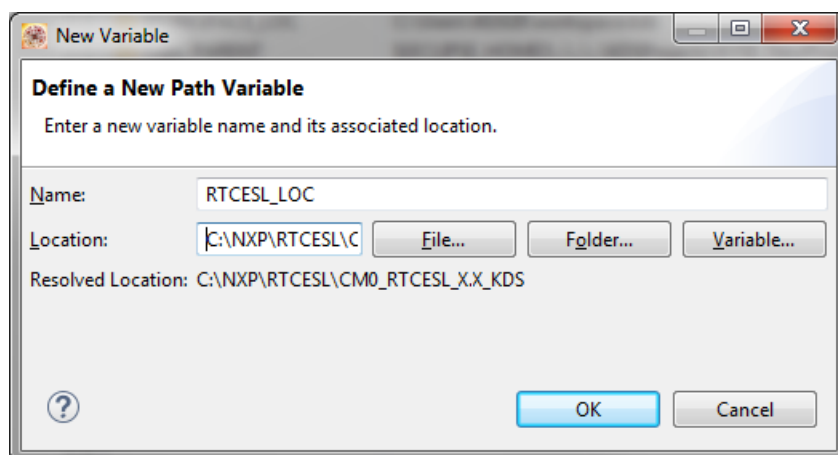 New Variable
Define a New Path Variable
Enter a new variable name and its associated location.
Name: RTCESL_LOC
Location: C:\NXP\RTCESL\C File... Folder... Variable...
Resolved Location: C:\NXP\RTCESL\CM0_RTCESL_X.X_KDS
? OK Cancel